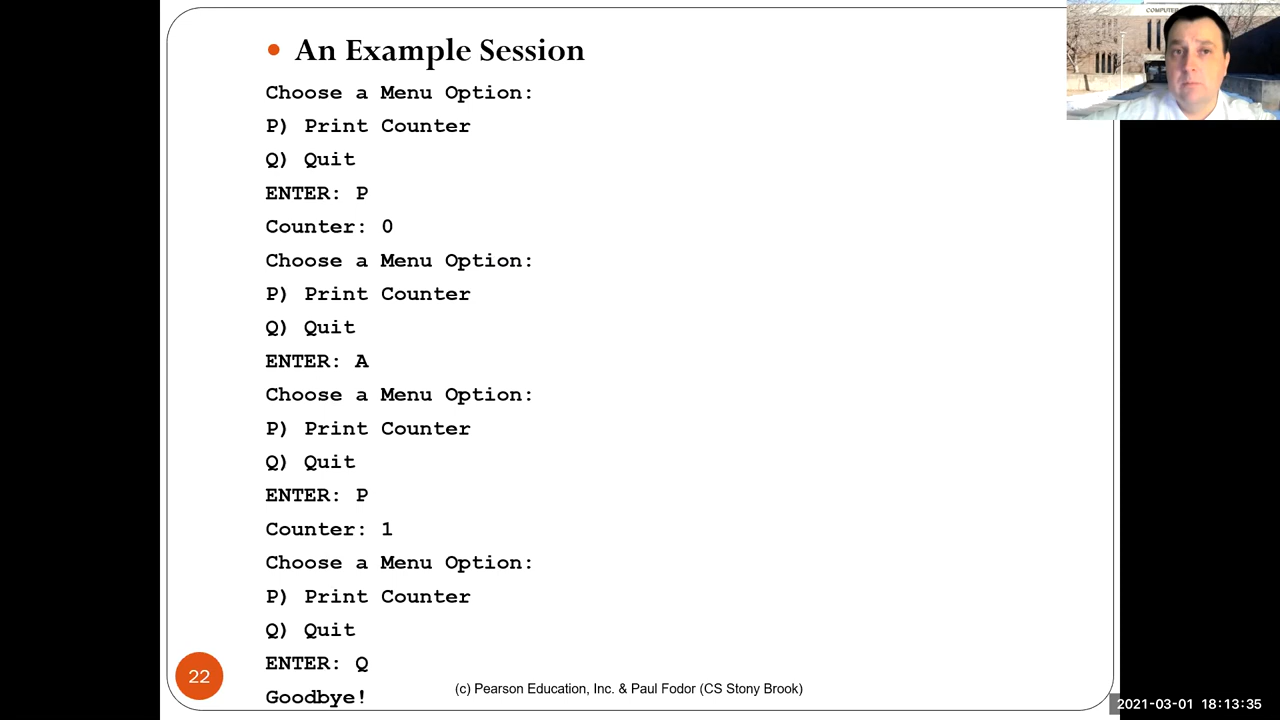 COMPUTER
An Example Session
Choose a Menu Option:
P) Print Counter
Q) Quit
ENTER: P
Counter: 0
Choose a Menu Option:
P) Print Counter
Q) Quit
ENTER: A
Choose a Menu Option:
P) Print Counter
Q) Quit
ENTER: P
Counter: 1
Choose a Menu Option:
P) Print Counter
Q) Quit
ENTER: Q
Goodbye!
22
(c) Pearson Education, Inc. & Paul Fodor (CS Stony Brook)
2021-03-01 18:13:35